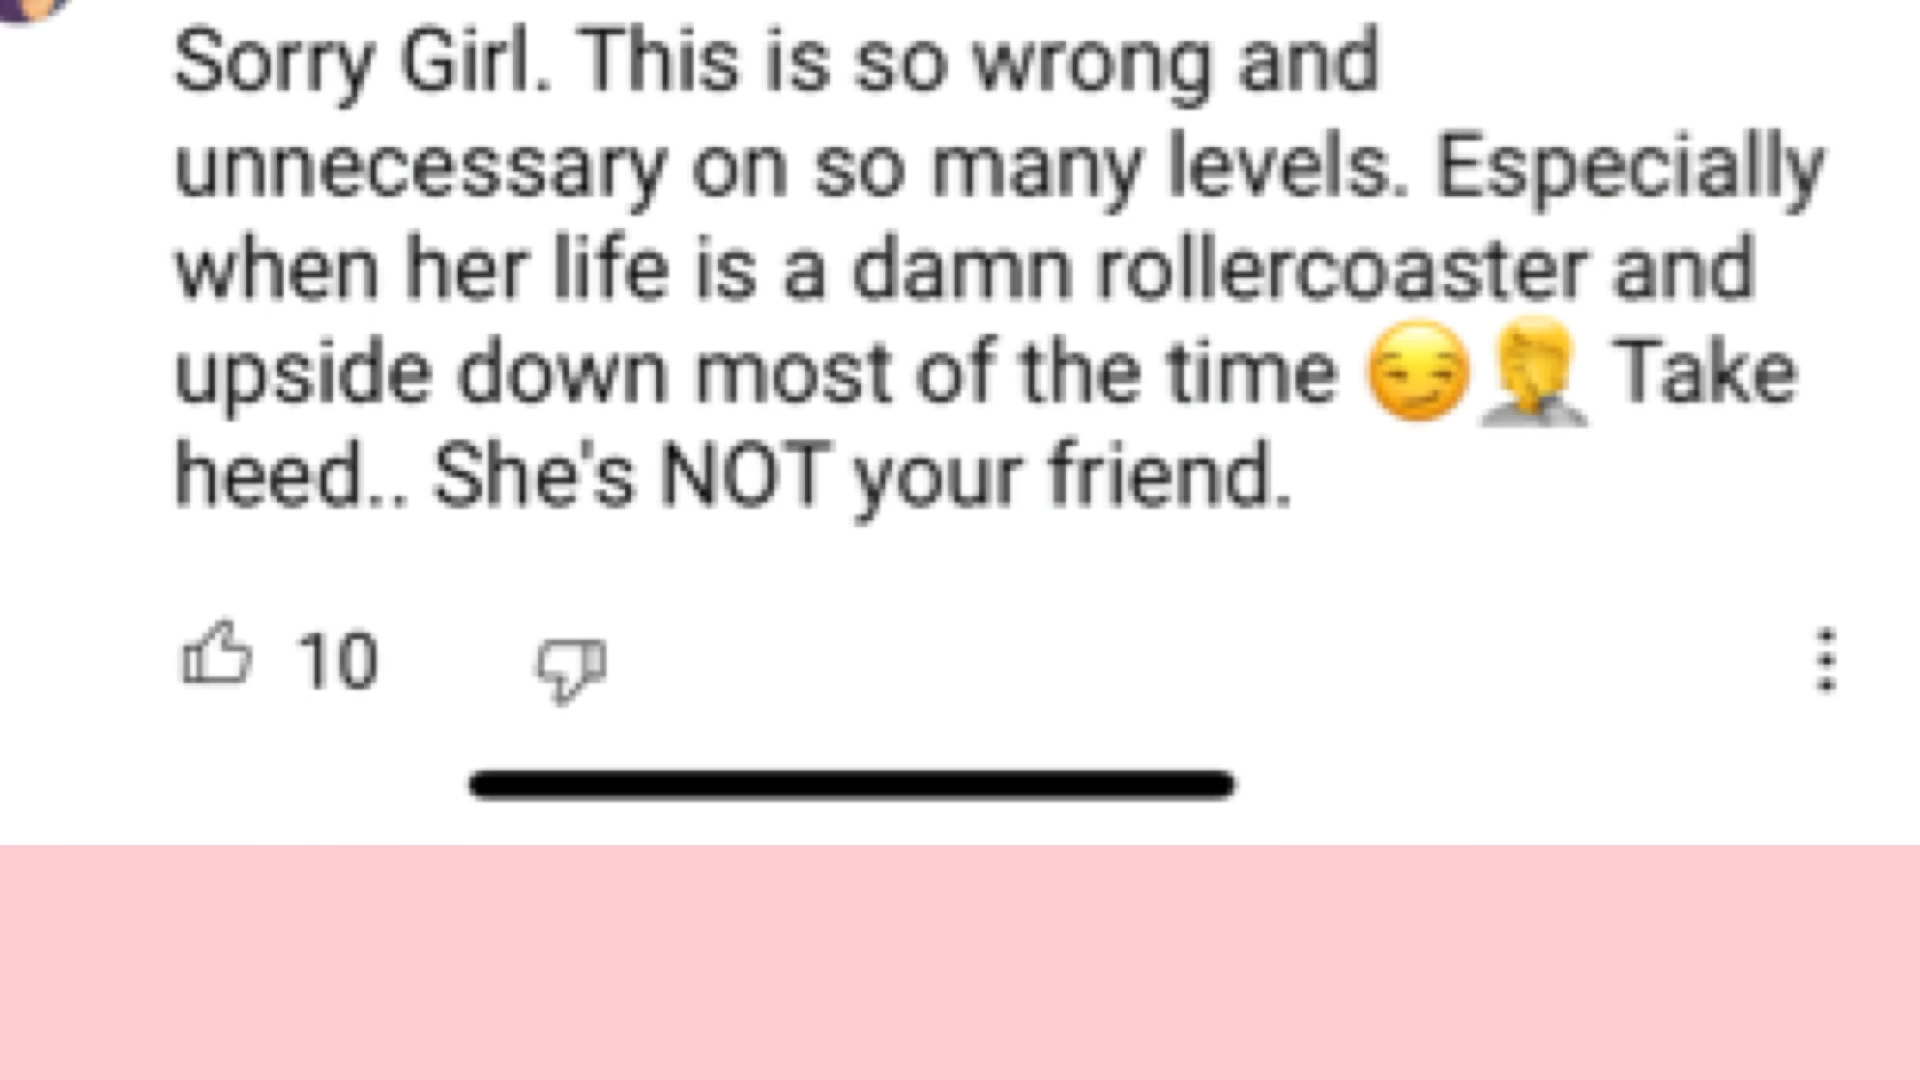 Sorry Girl. This is so wrong and
unnecessary on so many levels. Especially
when her life is a damn rollercoaster and
upside down most of the time 😏🤦 Take
heed.. She's NOT your friend.
10